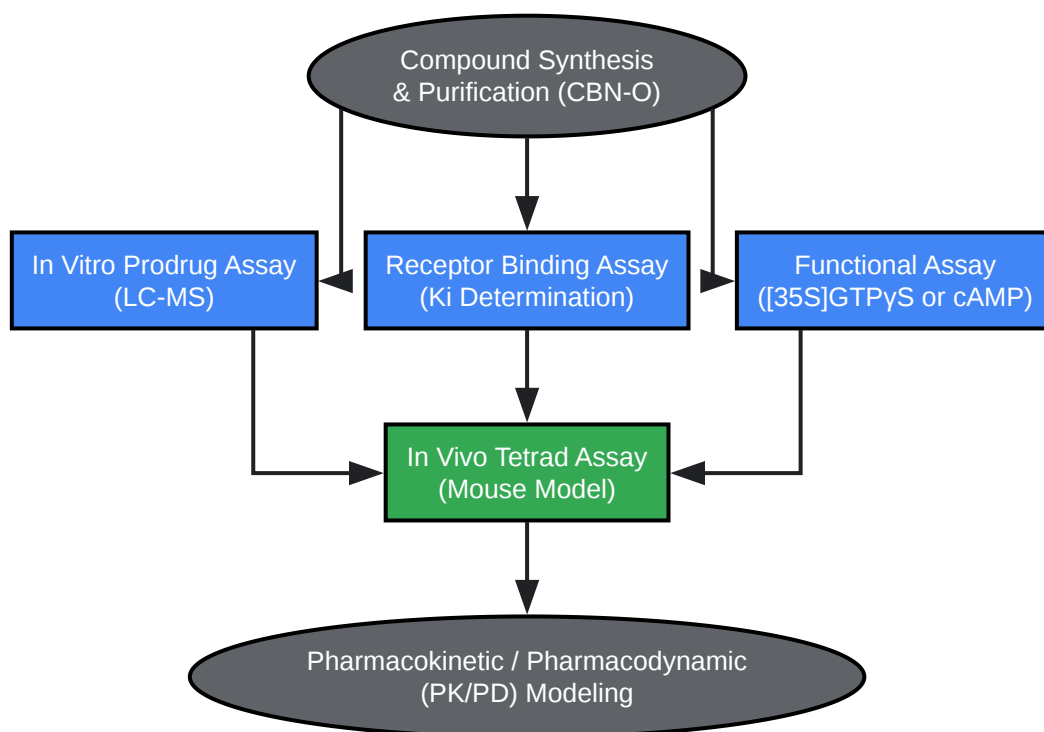 Compound Synthesis
& Purification (CBN-O)
In Vitro Prodrug Assay
(LC-MS)
Receptor Binding Assay
(Ki Determination)
Functional Assay
([35S]GTPγS or cAMP)
In Vivo Tetrad Assay
(Mouse Model)
Pharmacokinetic / Pharmacodynamic
(PK/PD) Modeling